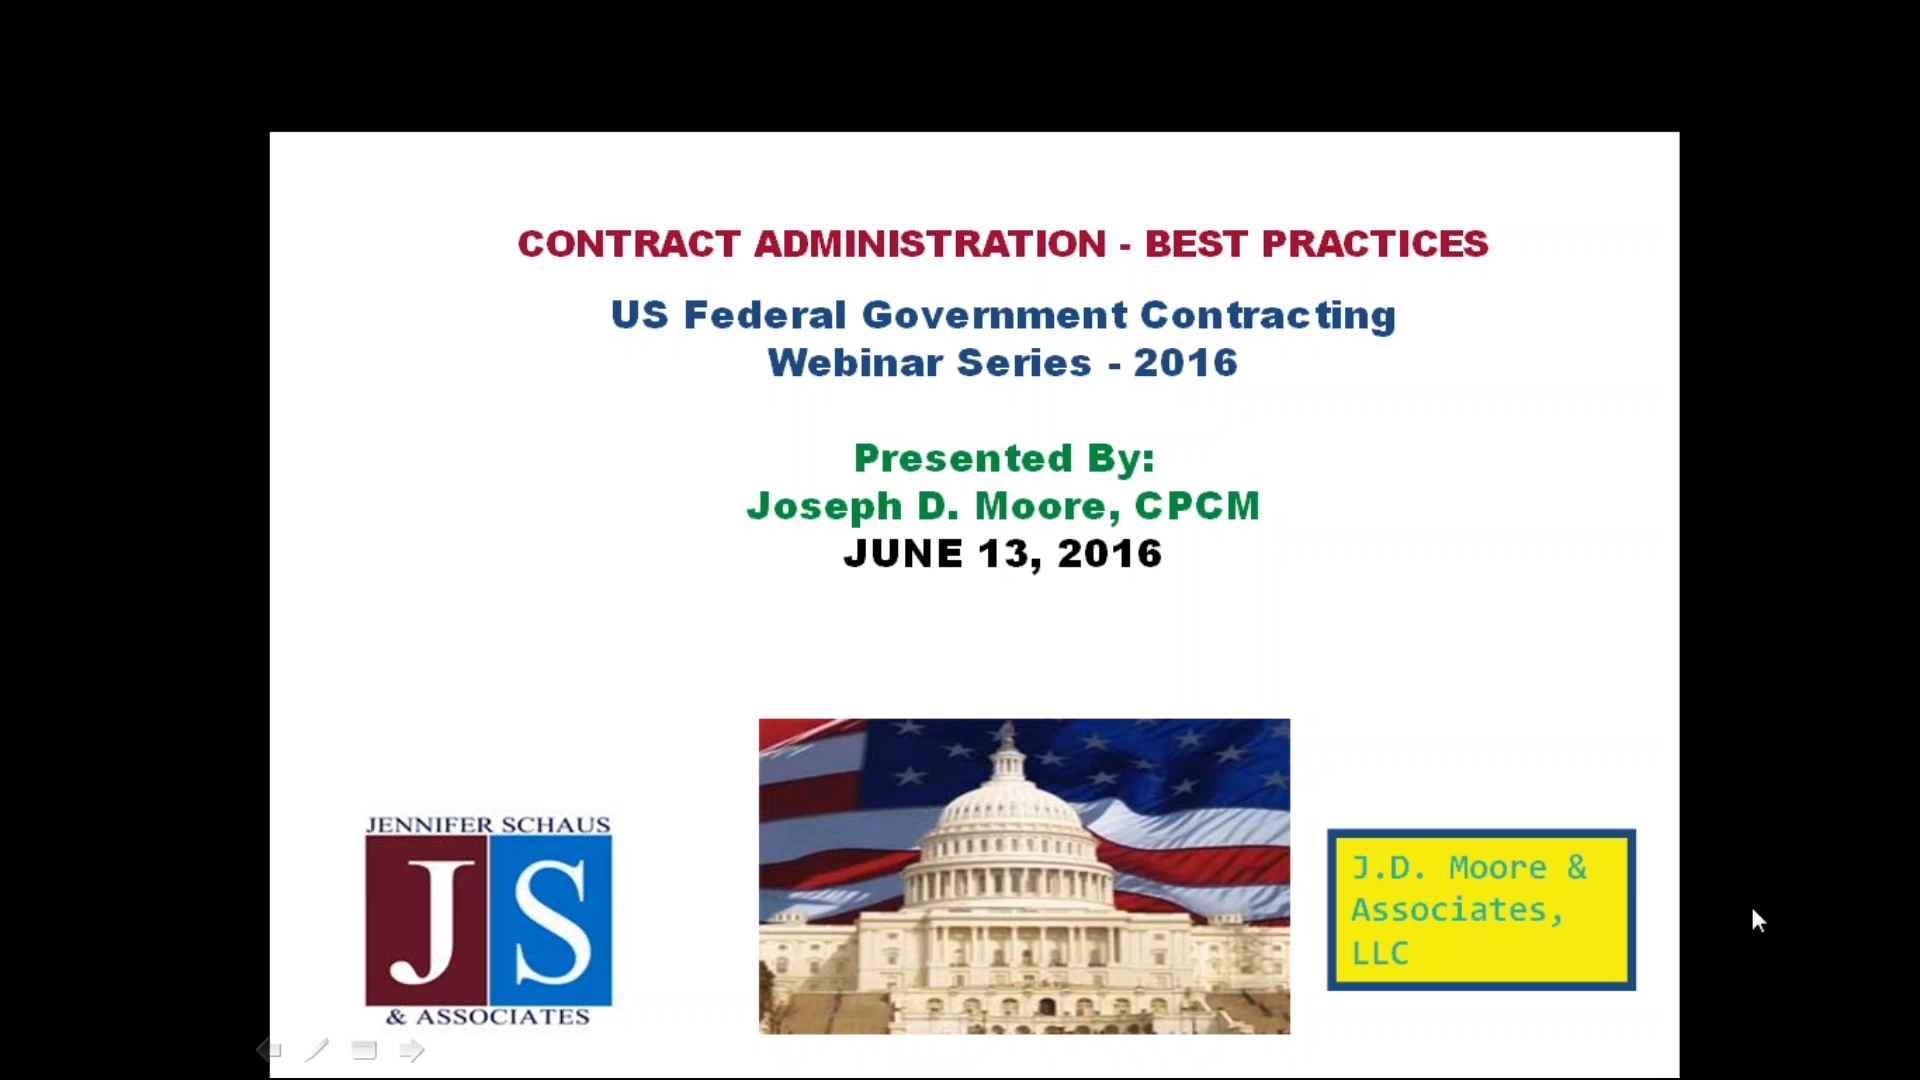 CONTRACT ADMINISTRATION - BEST PRACTICES
US Federal Government Contracting
Webinar Series - 2016
Presented By:
Joseph D. Moore, CPCM
JUNE 13, 2016
JENNIFER SCHAUS
JS
& ASSOCIATES
J.D. Moore &
Associates,
LLC